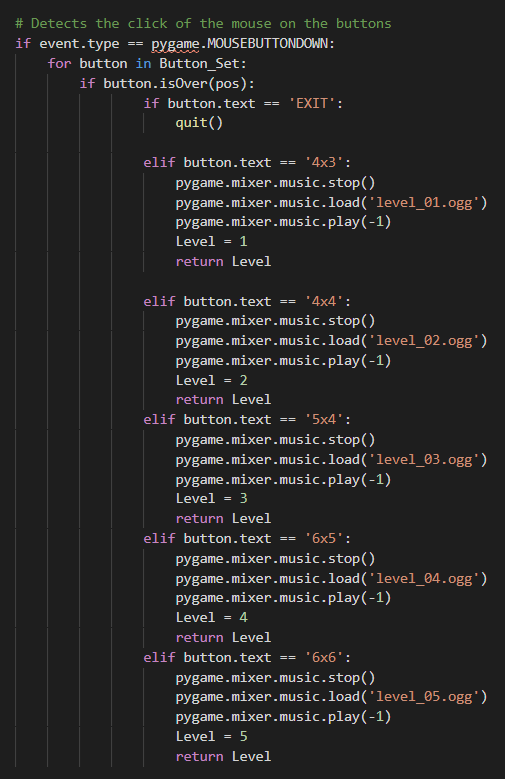 # Detects the click of the mouse on the buttons
if event.type == pygame.MOUSEBUTTONDOWN:
    for button in Button_Set:
        if button.isOver(pos):
                if button.text == 'EXIT':
                    quit()

                elif button.text == '4x3':
                    pygame.mixer.music.stop()
                    pygame.mixer.music.load('level_01.ogg')
                    pygame.mixer.music.play(-1)
                    Level = 1
                    return Level

                elif button.text == '4x4':
                    pygame.mixer.music.stop()
                    pygame.mixer.music.load('level_02.ogg')
                    pygame.mixer.music.play(-1)
                    Level = 2
                    return Level
                elif button.text == '5x4':
                    pygame.mixer.music.stop()
                    pygame.mixer.music.load('level_03.ogg')
                    pygame.mixer.music.play(-1)
                    Level = 3
                    return Level
                elif button.text == '6x5':
                    pygame.mixer.music.stop()
                    pygame.mixer.music.load('level_04.ogg')
                    pygame.mixer.music.play(-1)
                    Level = 4
                    return Level
                elif button.text == '6x6':
                    pygame.mixer.music.stop()
                    pygame.mixer.music.load('level_05.ogg')
                    pygame.mixer.music.play(-1)
                    Level = 5
                    return Level